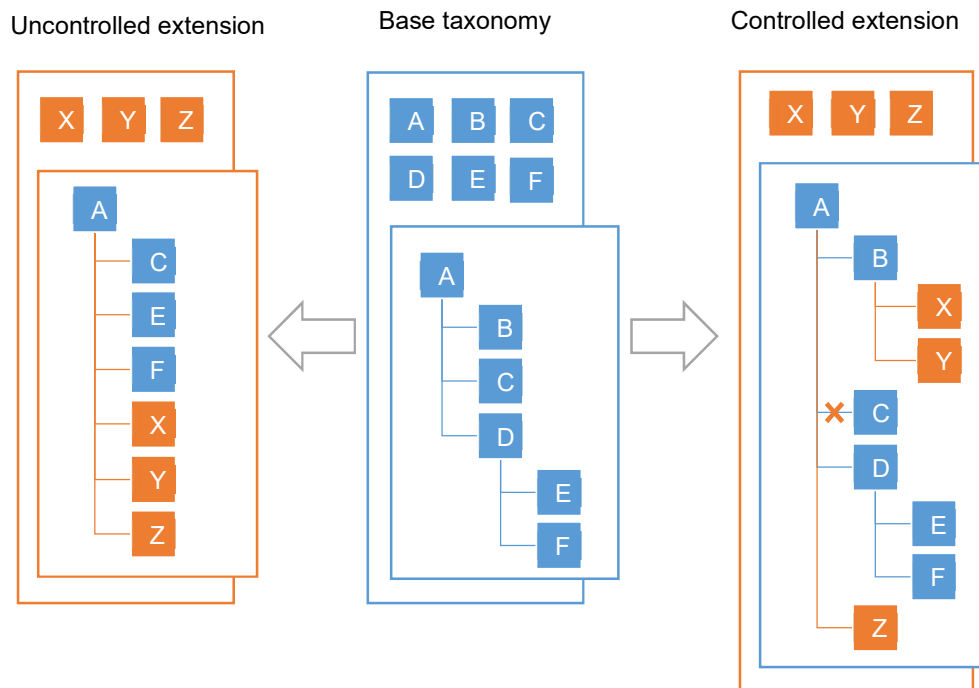 Uncontrolled extension
X Y Z
A
C
E
F
X
Y
Z
Base taxonomy
A B C
D E F
A
B
C
D
E
F
Controlled extension
X Y Z
A
B
X
Y
C
D
E
F
Z